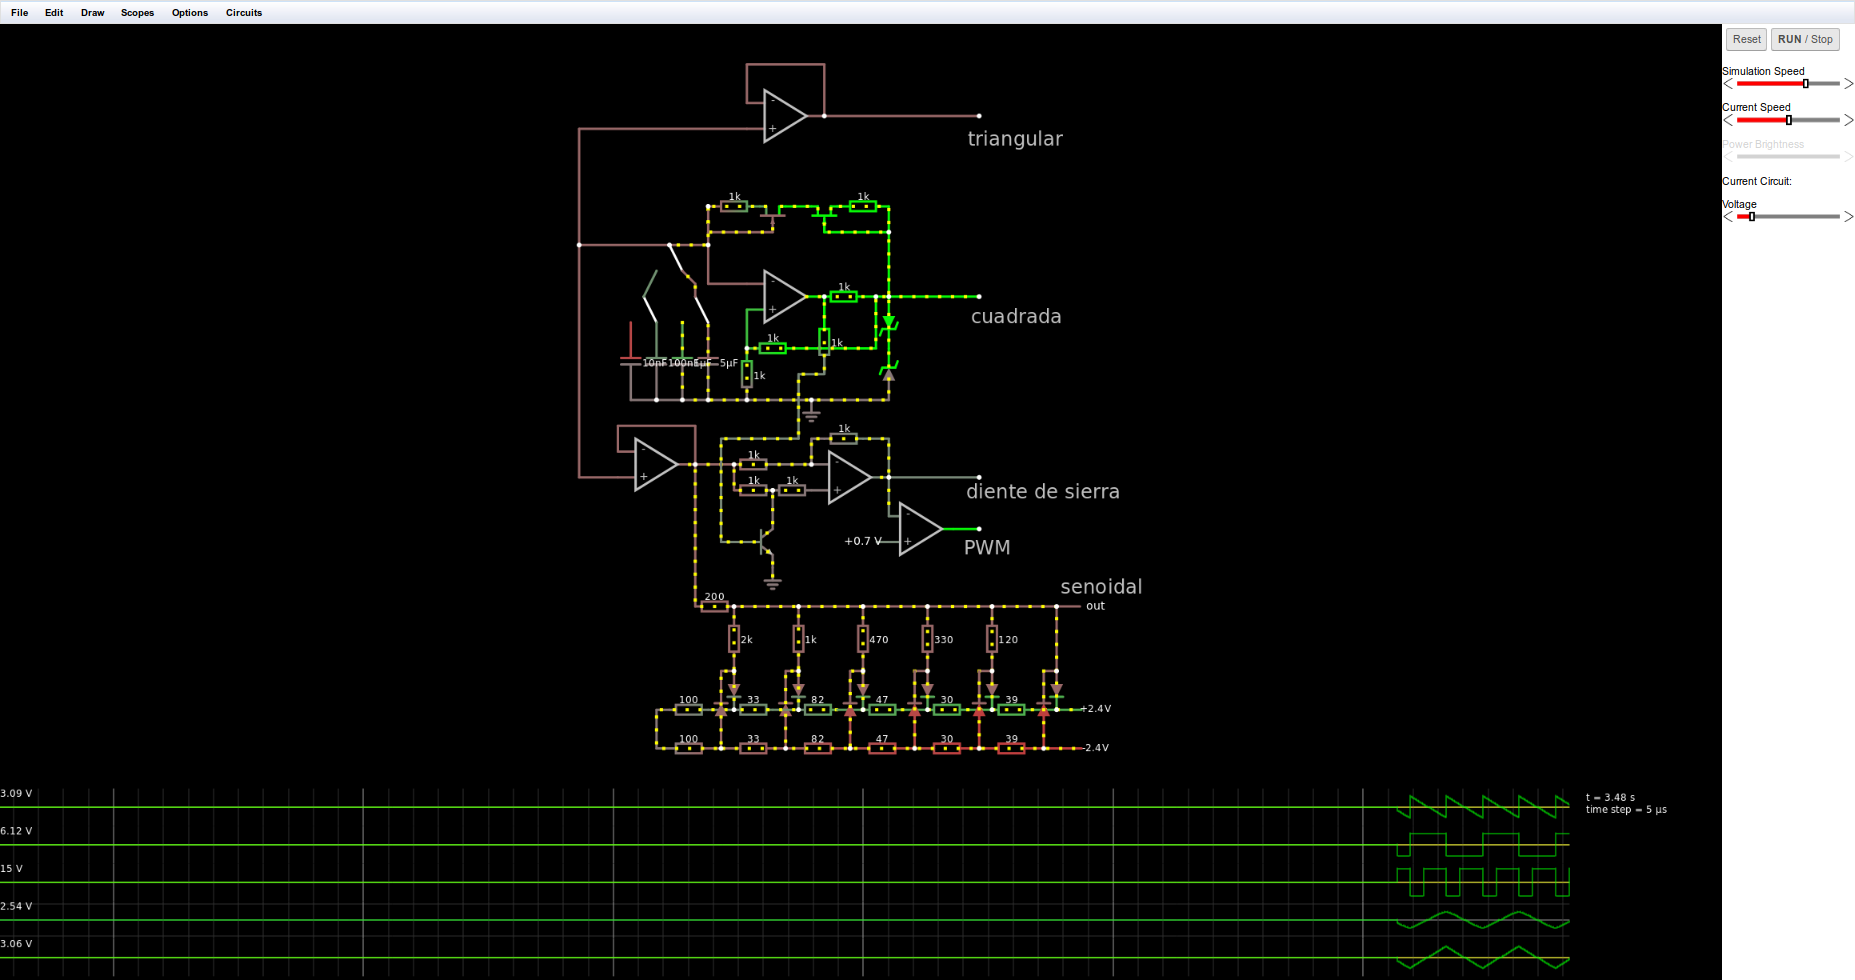 File Edit Draw Scopes Options Circuits
Reset RUN / Stop
Simulation Speed
Current Speed
Power Brightness
Current Circuit:
Voltage
triangular
1k 1k
1k
cuadrada
1k 1k
10nF 100nF 1µF 5µF
1k
1k
1k
1k 1k
diente de sierra
+0.7 V
PWM
senoidal
200
out
2k 1k 470 330 120
100 33 82 47 30 39
+2.4V
100 33 82 47 30 39
-2.4V
3.09 V
t = 3.48 s
time step = 5 µs
6.12 V
15 V
2.54 V
3.06 V